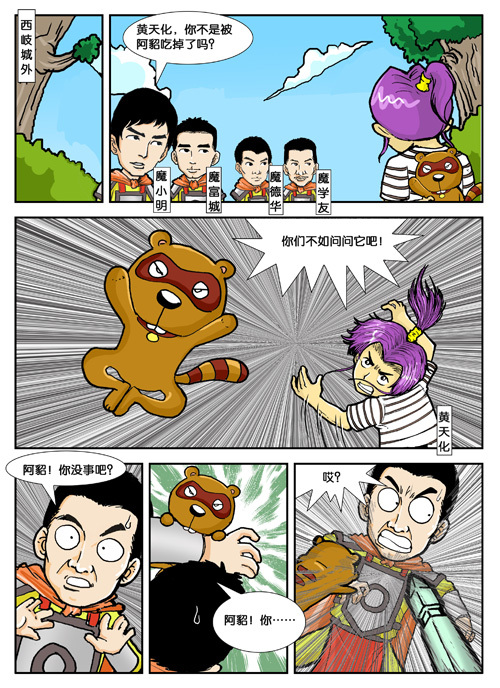 西岐城外
黄天化，你不是被
阿貂吃掉了吗？
魔小明
魔富城
魔德华
魔学友
你们不如问问它吧！
黄天化
阿貂！你没事吧？
阿貂！你……
哎？